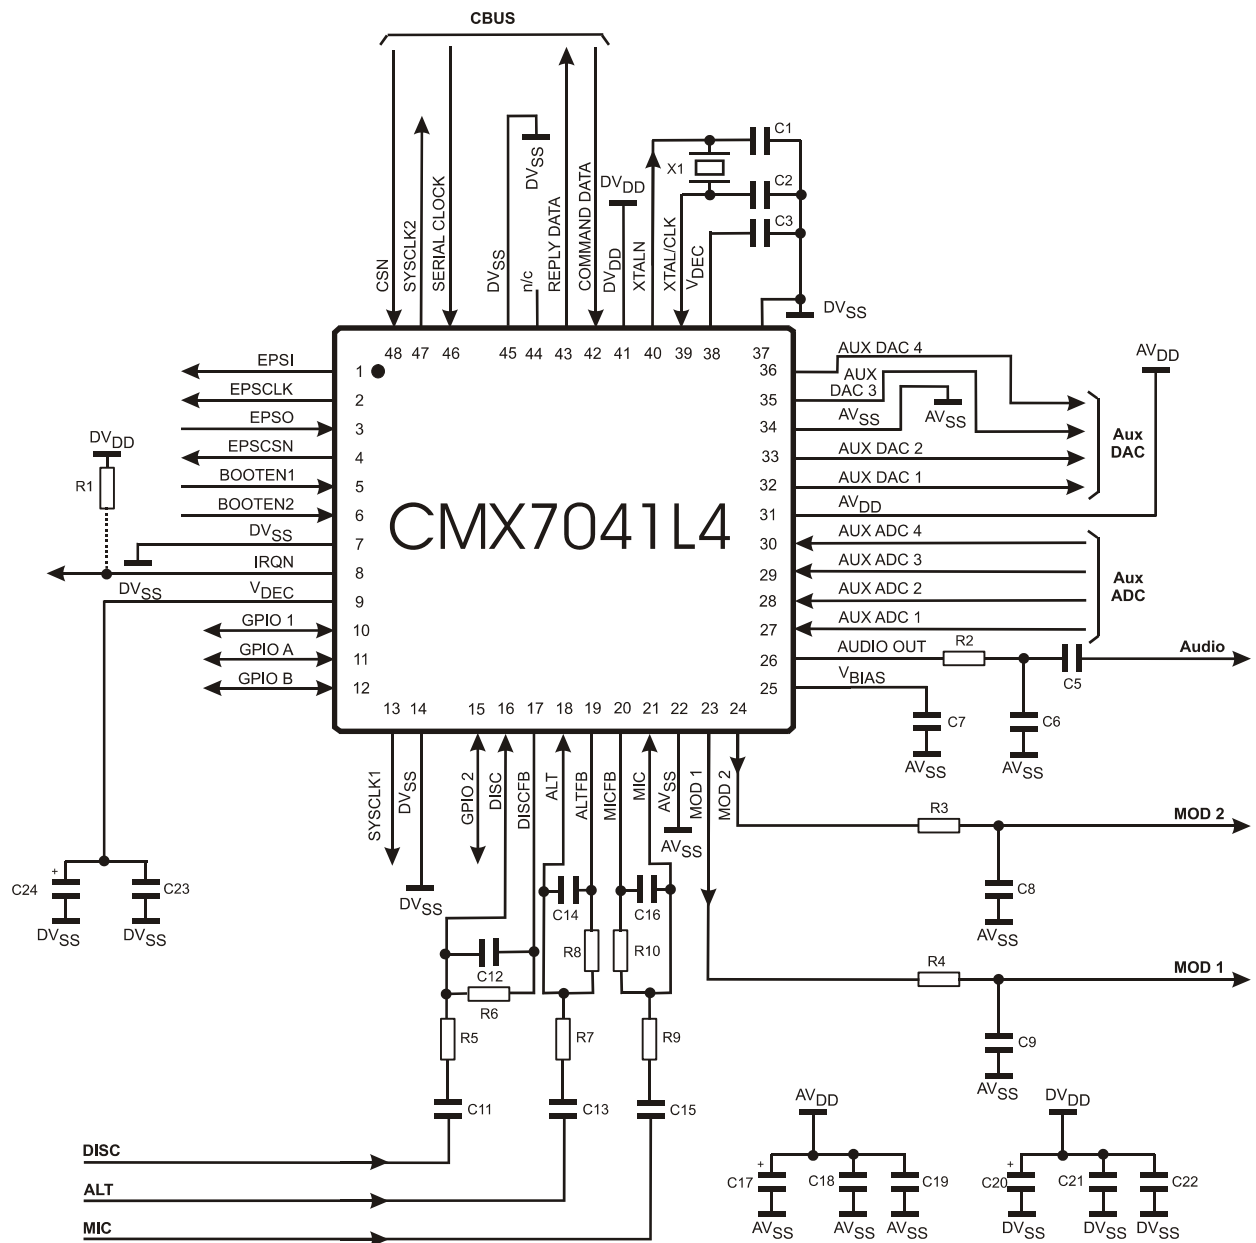 CBUS
CSN
SYSCLK2
SERIAL CLOCK
DVSS
DVSS
n/c
REPLY DATA
COMMAND DATA
DVDD
DVDD
XTALN
XTAL/CLK
VDEC
X1
C1
C2
C3
DVSS
48 47 46 45 44 43 42 41 40 39 38 37
EPSI 1
EPSCLK 2
EPSO 3
EPSCSN 4
BOOTEN1 5
BOOTEN2 6
DVSS 7
IRQN 8
VDEC 9
GPIO 1 10
GPIO A 11
GPIO B 12
DVDD
R1
DVSS
CMX7041L4
36 AUX DAC 4
35 AUX
DAC 3
34 AVSS
AVSS
33 AUX DAC 2
32 AUX DAC 1
31 AVDD
AVDD
Aux
DAC
30 AUX ADC 4
29 AUX ADC 3
28 AUX ADC 2
27 AUX ADC 1
Aux
ADC
26 AUDIO OUT
R2
C5
Audio
25 VBIAS
C7
AVSS
C6
AVSS
13 14 15 16 17 18 19 20 21 22 23 24
SYSCLK1
DVSS
GPIO 2
DISC
DISCFB
ALT
ALTFB
MICFB
MIC
AVSS
MOD 1
MOD 2
AVSS
DVSS
R3
MOD 2
C8
AVSS
R4
MOD 1
C9
AVSS
+
C24
DVSS
C23
DVSS
C14
C16
R8
R10
C12
R6
R5
R7
R9
C11
C13
C15
DISC
ALT
MIC
AVDD
+
C17
C18
C19
AVSS
AVSS
AVSS
DVDD
+
C20
C21
C22
DVSS
DVSS
DVSS